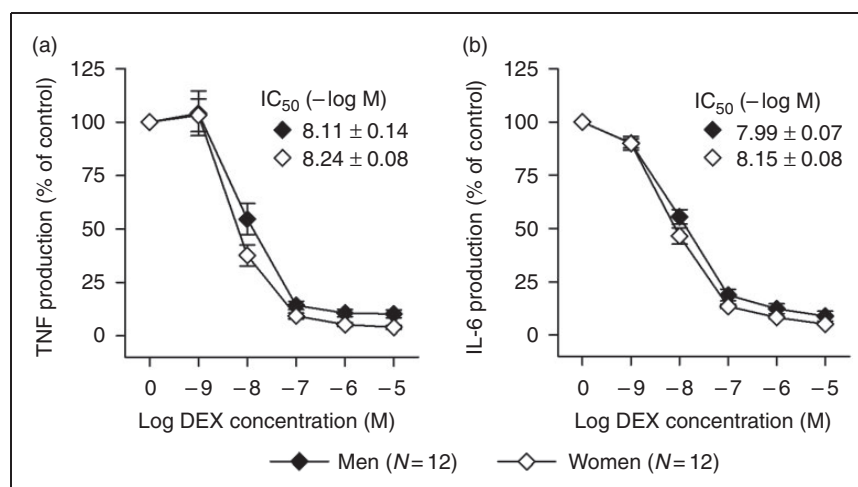 (a)
TNF production (% of control)
125
100
75
50
25
0
IC50 (−log M)
8.11 ± 0.14
8.24 ± 0.08
0 −9 −8 −7 −6 −5
Log DEX concentration (M)
(b)
IL-6 production (% of control)
125
100
75
50
25
0
IC50 (−log M)
7.99 ± 0.07
8.15 ± 0.08
0 −9 −8 −7 −6 −5
Log DEX concentration (M)
Men (N = 12) Women (N = 12)